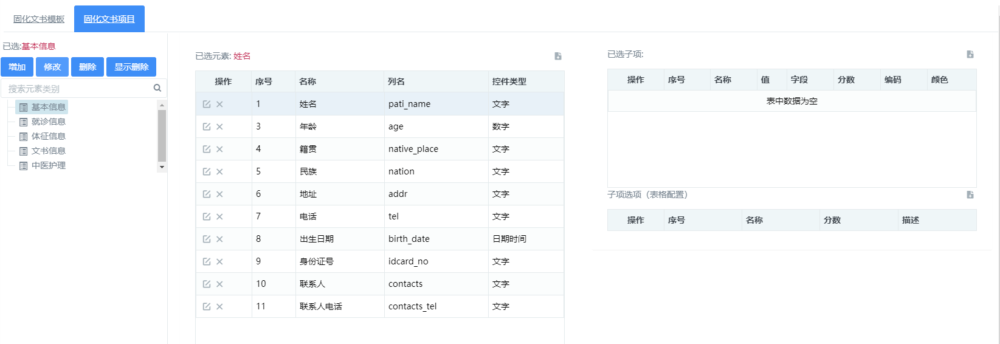 固化文书模板 固化文书项目
已选:基本信息
增加 修改 删除 显示删除
搜索元素类别
基本信息
就诊信息
体征信息
文书信息
中医护理
已选元素: 姓名
操作 序号 名称 列名 控件类型
1 姓名 pati_name 文字
3 年龄 age 数字
4 籍贯 native_place 文字
5 民族 nation 文字
6 地址 addr 文字
7 电话 tel 文字
8 出生日期 birth_date 日期时间
9 身份证号 idcard_no 文字
10 联系人 contacts 文字
11 联系人电话 contacts_tel 文字
已选子项:
操作 序号 名称 值 字段 分数 编码 颜色
表中数据为空
子项选项（表格配置）
操作 序号 名称 分数 描述